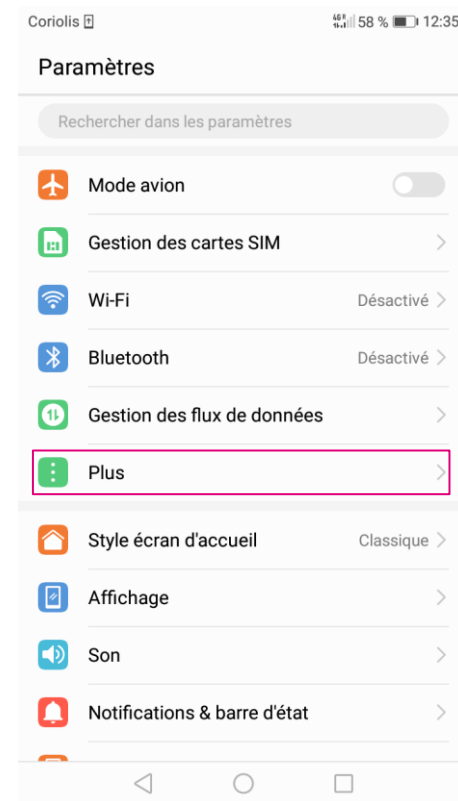 Coriolis 58 % 12:35
Paramètres
Rechercher dans les paramètres
Mode avion
Gestion des cartes SIM
Wi-Fi Désactivé
Bluetooth Désactivé
Gestion des flux de données
Plus
Style écran d'accueil Classique
Affichage
Son
Notifications & barre d'état